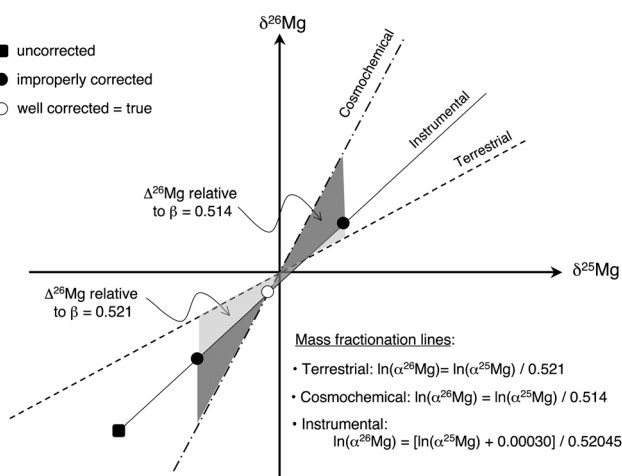 δ²⁶Mg
uncorrected
improperly corrected
well corrected = true
Cosmochemical
Instrumental
Terrestrial
Δ²⁶Mg relative
to β = 0.514
δ²⁵Mg
Δ²⁶Mg relative
to β = 0.521
Mass fractionation lines:
• Terrestrial: ln(α²⁶Mg)= ln(α²⁵Mg) / 0.521
• Cosmochemical: ln(α²⁶Mg) = ln(α²⁵Mg) / 0.514
• Instrumental:
ln(α²⁶Mg) = [ln(α²⁵Mg) + 0.00030] / 0.52045